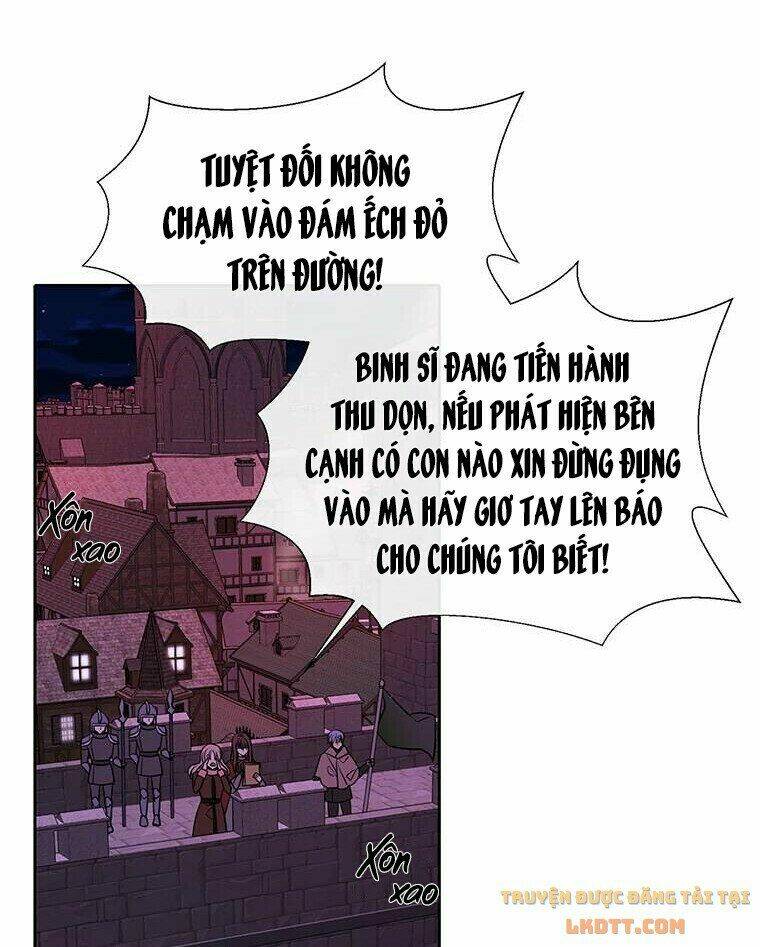 TUYỆT ĐỐI KHÔNG
CHẠM VÀO ĐÁM ẾCH ĐỎ
TRÊN ĐƯỜNG!
BINH SĨ ĐANG TIẾN HÀNH
THU DỌN, NẾU PHÁT HIỆN BÊN
CẠNH CÓ CON NÀO XIN ĐỪNG ĐỤNG
VÀO MÀ HÃY GIƠ TAY LÊN BÁO
CHO CHÚNG TÔI BIẾT!
Xôn
xao
Xôn
xao
TRUYỆN ĐƯỢC ĐĂNG TẢI TẠI
LKDTT.COM